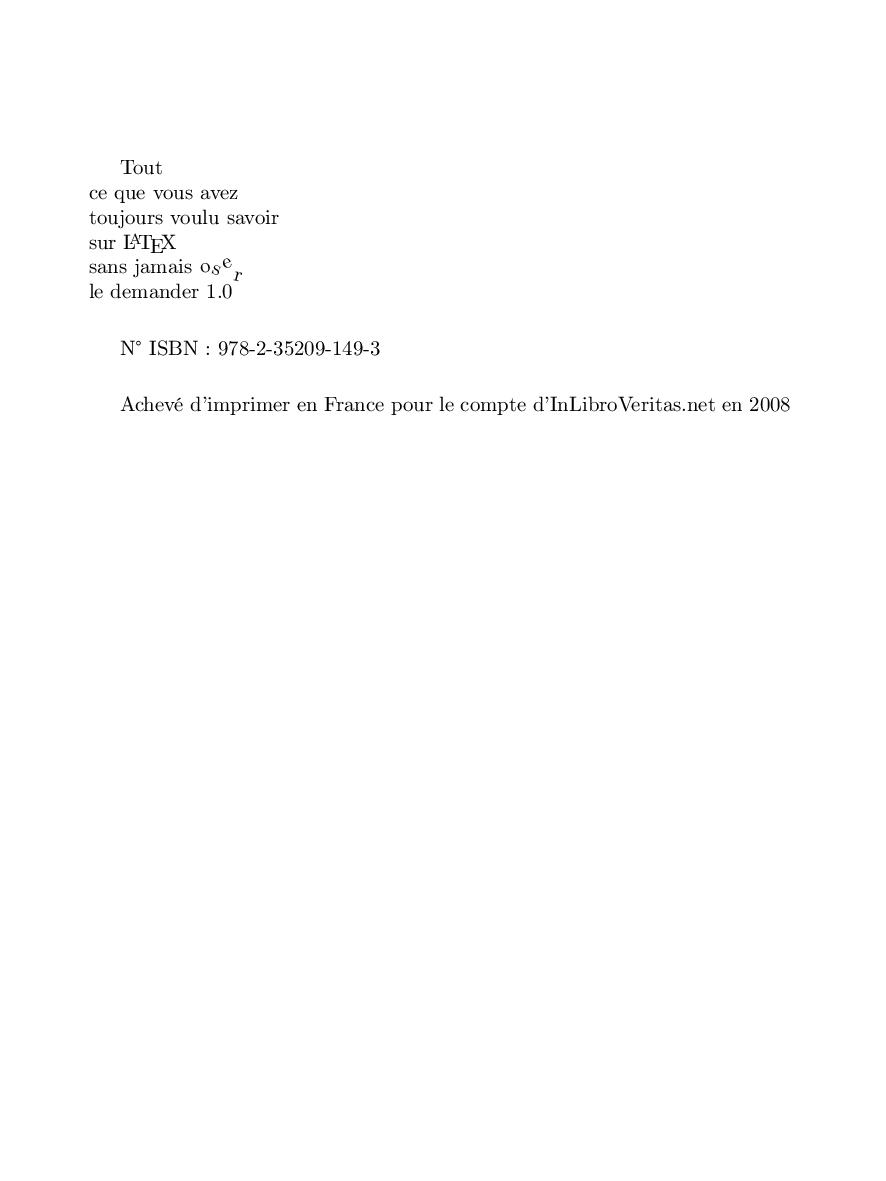 Tout
ce que vous avez
toujours voulu savoir
sur LATEX
sans jamais oser
le demander 1.0
N° ISBN : 978-2-35209-149-3
Achevé d'imprimer en France pour le compte d'InLibroVeritas.net en 2008